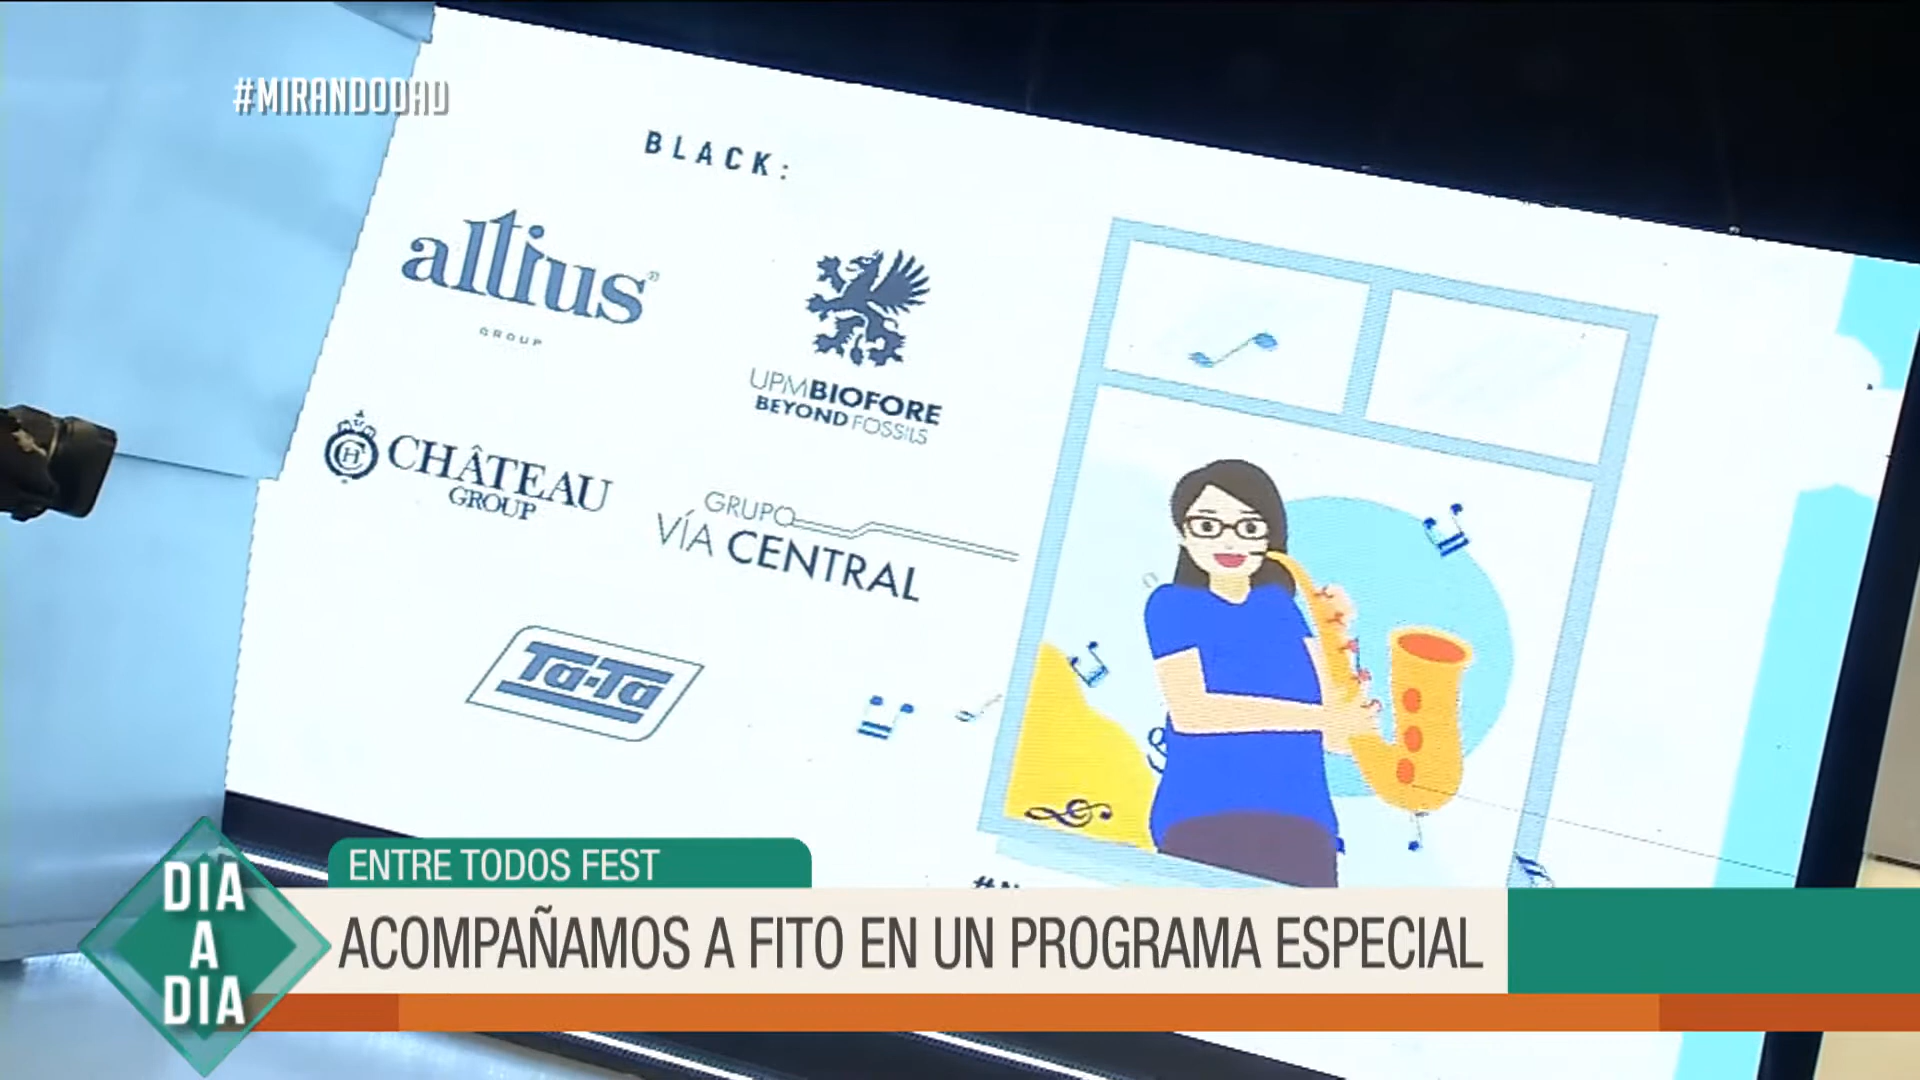 #MIRANDODAD
BLACK:
altius
GROUP
UPMBIOFORE
BEYOND FOSSILS
CHÂTEAU
GROUP
GRUPO
VÍA CENTRAL
Ta-Ta
ENTRE TODOS FEST
DIA
A
DIA
ACOMPAÑAMOS A FITO EN UN PROGRAMA ESPECIAL